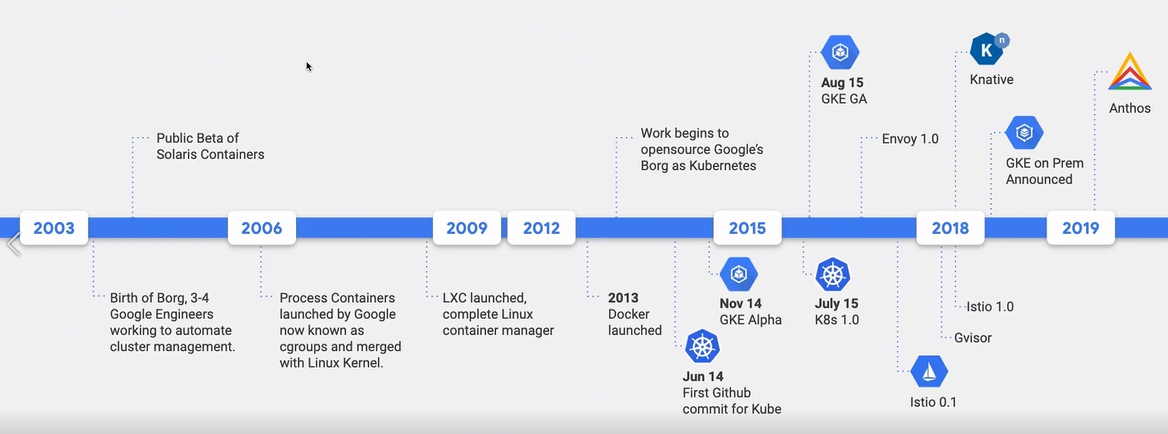 K
n
Knative
Aug 15
GKE GA
Anthos
Public Beta of
Solaris Containers
Work begins to
opensource Google's
Borg as Kubernetes
Envoy 1.0
GKE on Prem
Announced
2003
2006
2009
2012
2015
2018
2019
Birth of Borg, 3-4
Google Engineers
working to automate
cluster management.
Process Containers
launched by Google
now known as
cgroups and merged
with Linux Kernel.
LXC launched,
complete Linux
container manager
2013
Docker
launched
Nov 14
GKE Alpha
July 15
K8s 1.0
Istio 1.0
Gvisor
Jun 14
First Github
commit for Kube
Istio 0.1